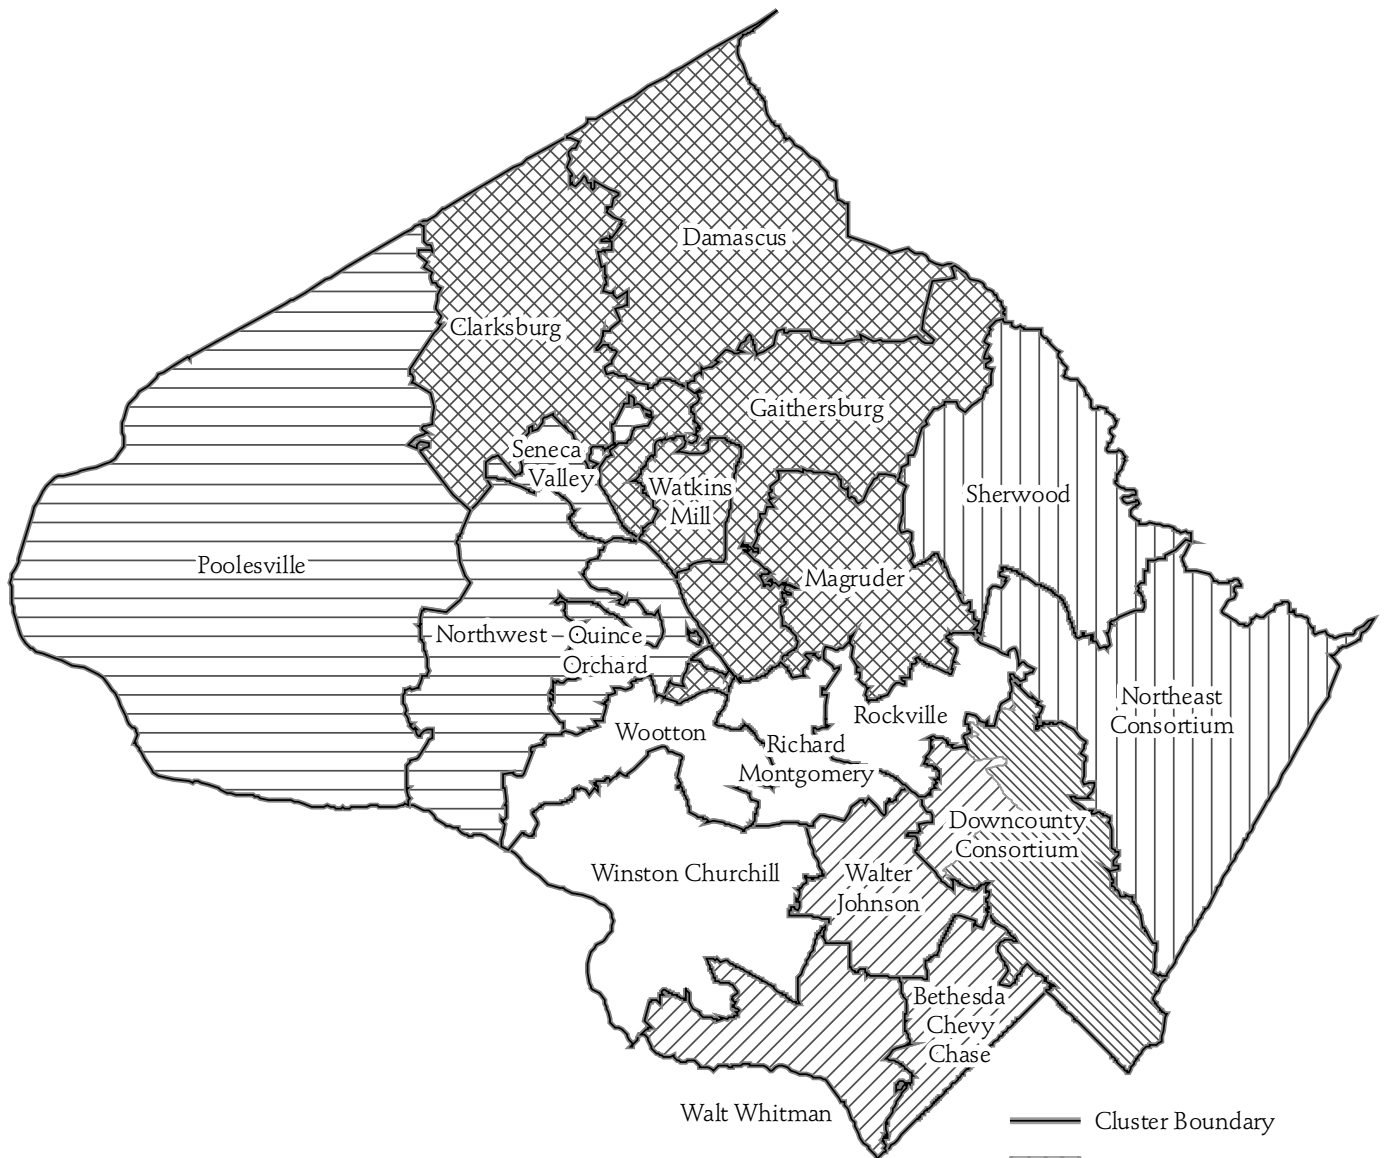 Damascus
Clarksburg
Gaithersburg
Seneca
Valley
Watkins
Mill
Sherwood
Poolesville
Magruder
Northwest
Quince
Orchard
Northeast
Consortium
Rockville
Wootton
Richard
Montgomery
Downcounty
Consortium
Winston Churchill
Walter
Johnson
Bethesda
Chevy
Chase
Walt Whitman
Cluster Boundary